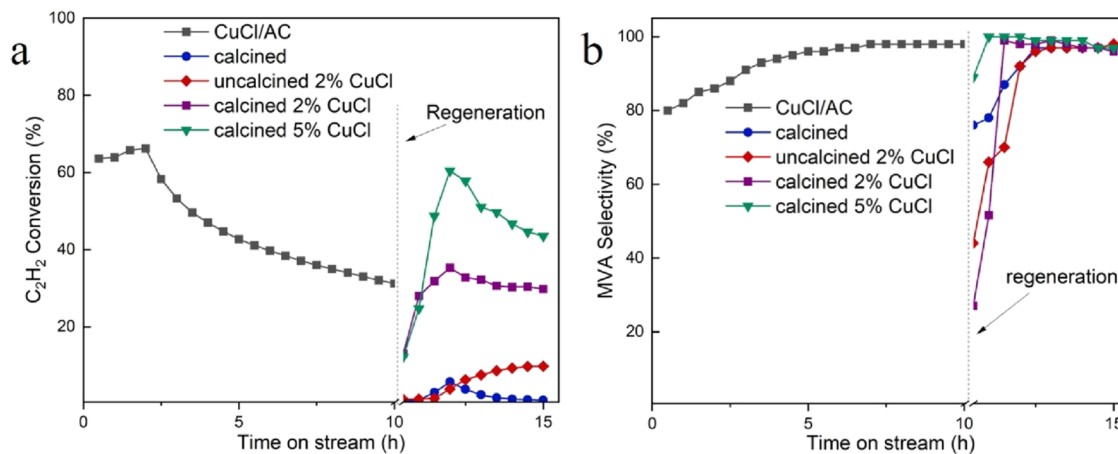 a
100
80
60
40
20
0
5
10
15
C₂H₂ Conversion (%)
Time on stream (h)
CuCl/AC
calcined
uncalcined 2% CuCl
calcined 2% CuCl
calcined 5% CuCl
Regeneration
b
100
80
60
40
20
0
5
10
15
MVA Selectivity (%)
Time on stream (h)
CuCl/AC
calcined
uncalcined 2% CuCl
calcined 2% CuCl
calcined 5% CuCl
regeneration